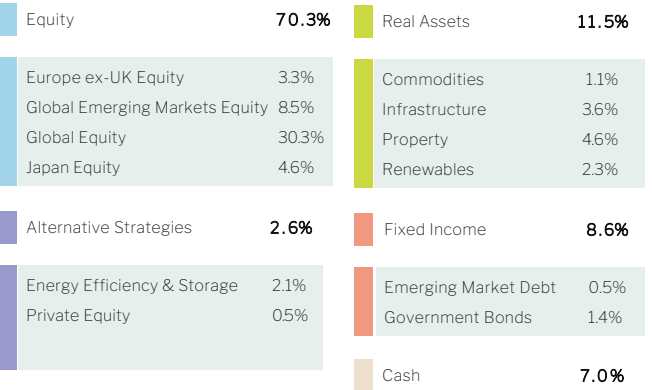 Equity 70.3%
Europe ex-UK Equity 3.3%
Global Emerging Markets Equity 8.5%
Global Equity 30.3%
Japan Equity 4.6%
Alternative Strategies 2.6%
Energy Efficiency & Storage 2.1%
Private Equity 0.5%
Real Assets 11.5%
Commodities 1.1%
Infrastructure 3.6%
Property 4.6%
Renewables 2.3%
Fixed Income 8.6%
Emerging Market Debt 0.5%
Government Bonds 1.4%
Cash 7.0%